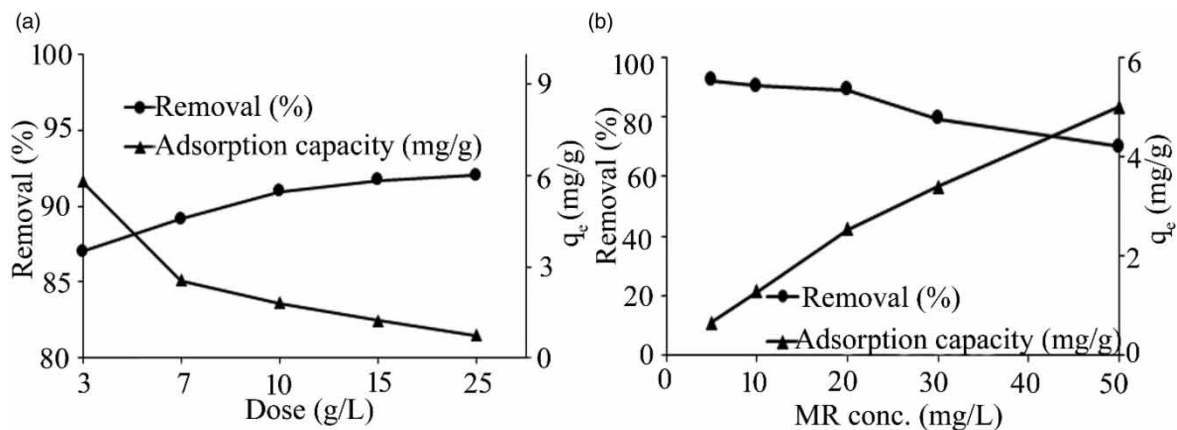 (a)
100
95
90
85
80
Removal (%)
Removal (%)
Adsorption capacity (mg/g)
9
6
3
0
qe (mg/g)
3 7 10 15 25
Dose (g/L)
(b)
100
80
60
40
20
0
Removal (%)
Removal (%)
Adsorption capacity (mg/g)
6
4
2
0
qe (mg/g)
0 10 20 30 40 50
MR conc. (mg/L)